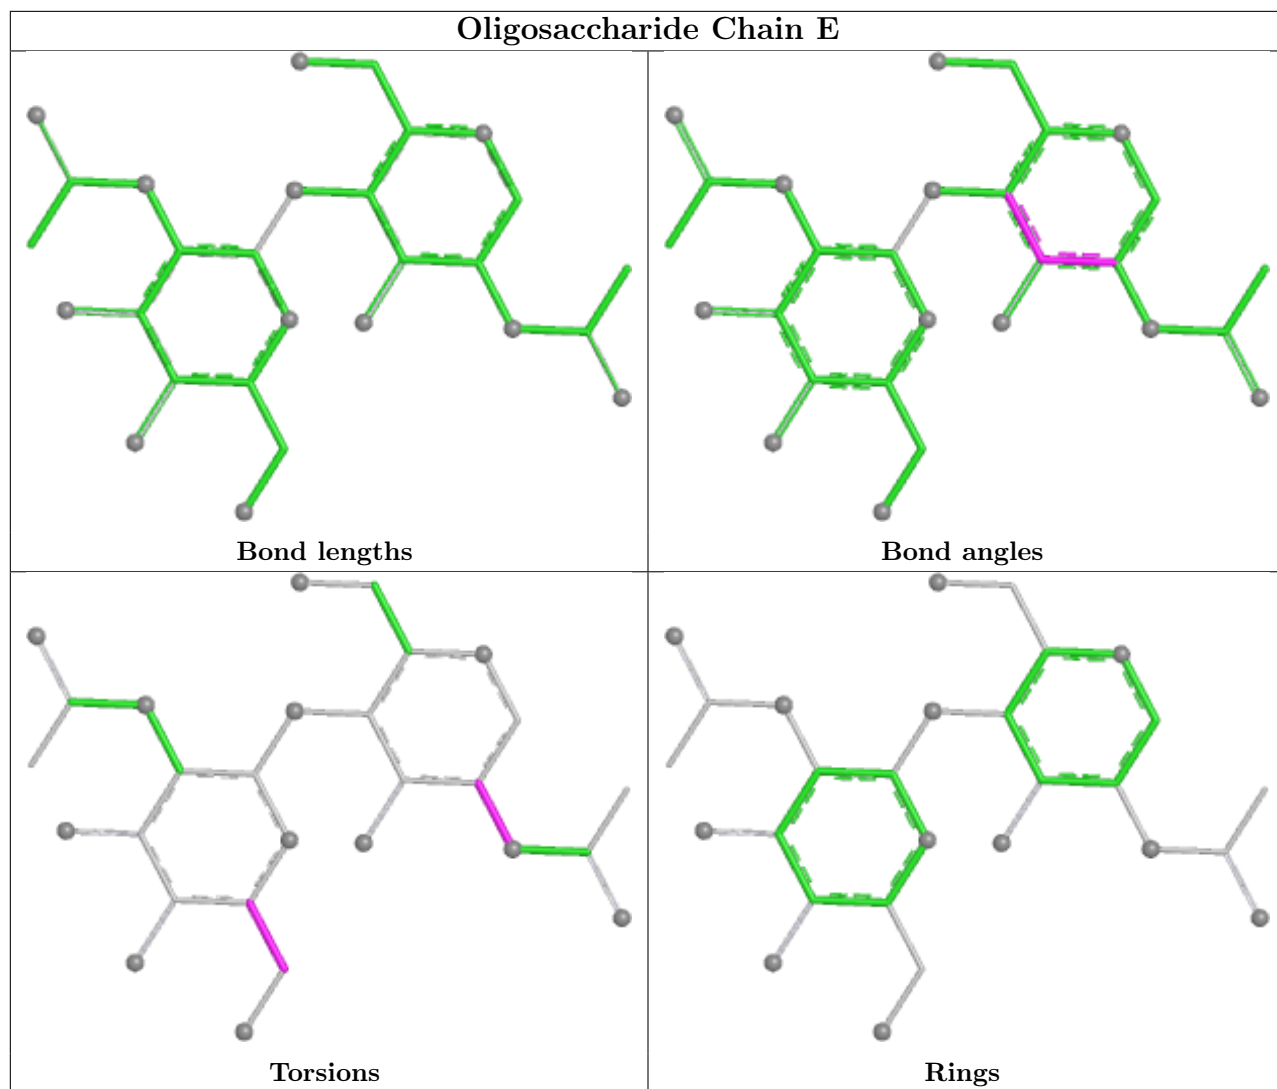 Oligosaccharide Chain E
Bond lengths
Bond angles
Torsions
Rings